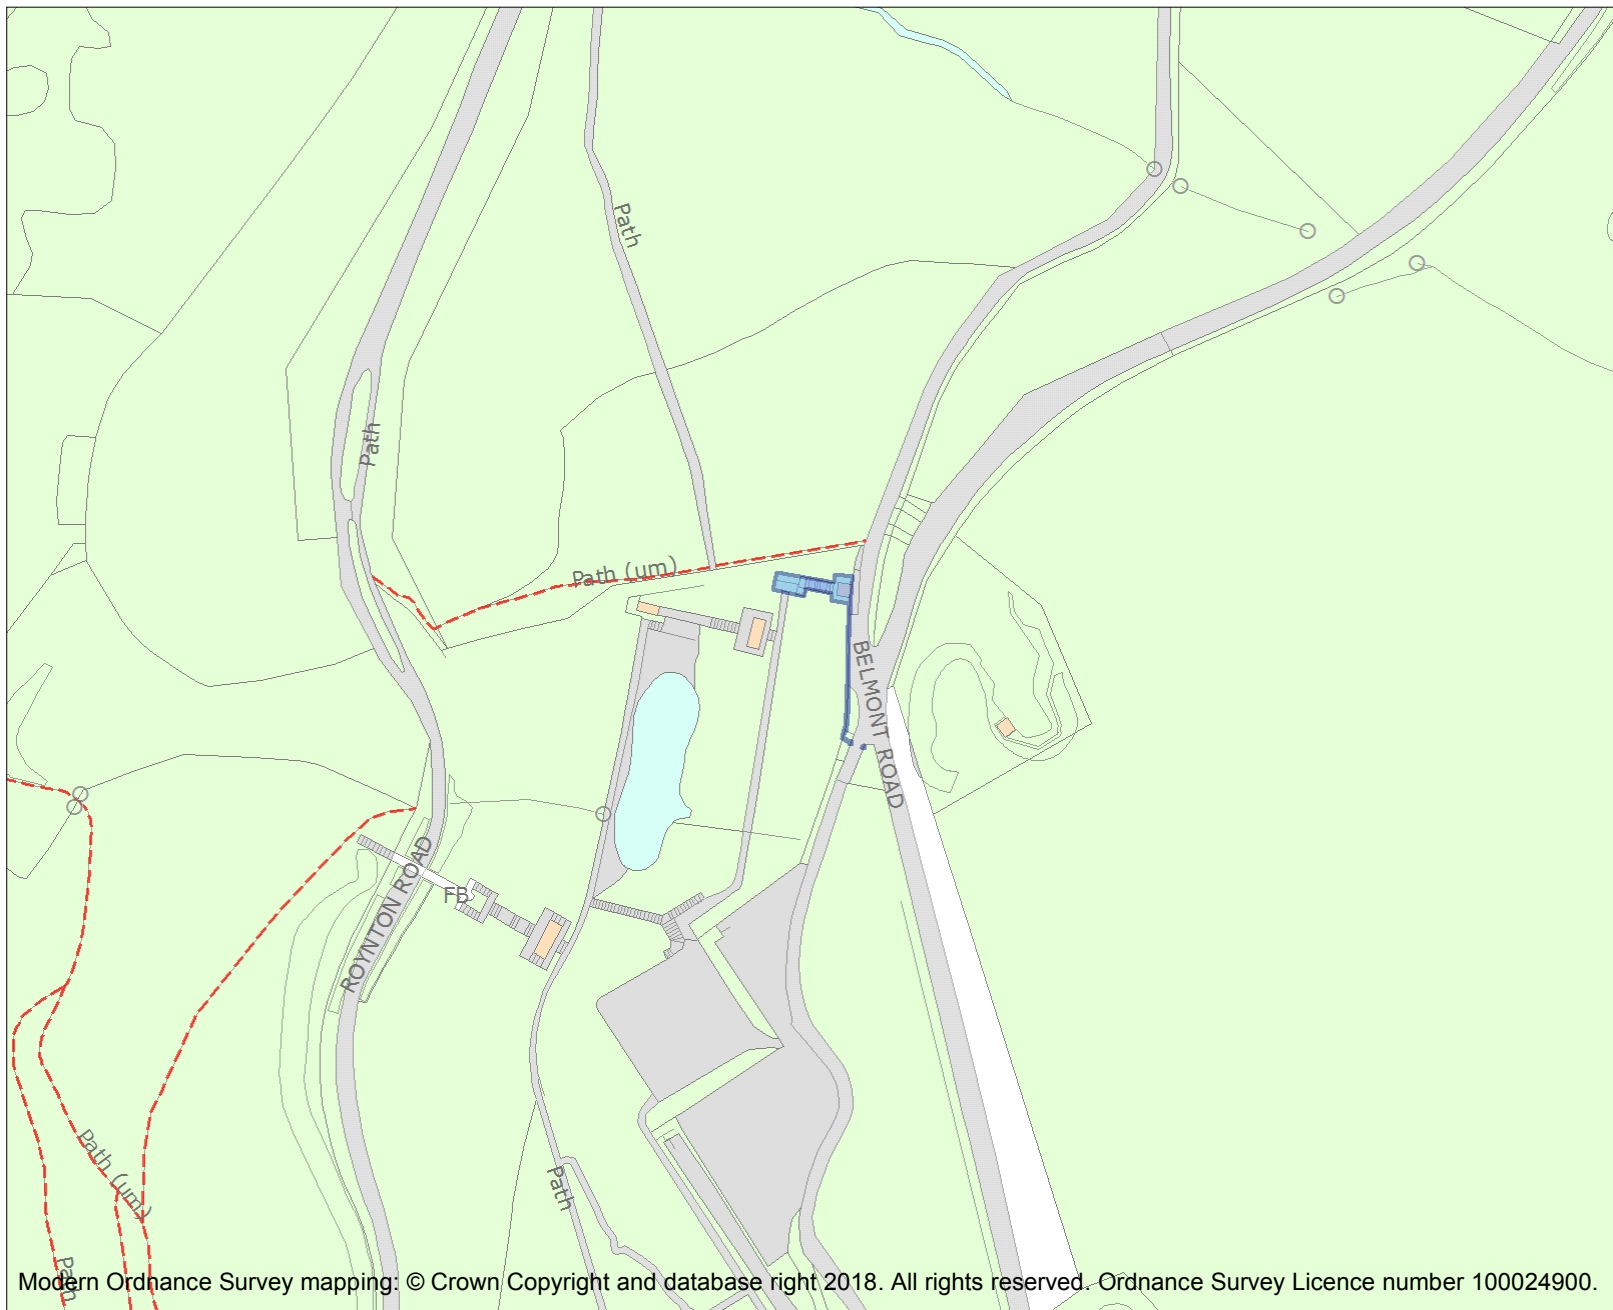 Path
Path
Path (um)
BELMONT ROAD
ROYNTON ROAD
FB
Path (um)
Path
Path
Modern Ordnance Survey mapping: © Crown Copyright and database right 2018. All rights reserved. Ordnance Survey Licence number 100024900.